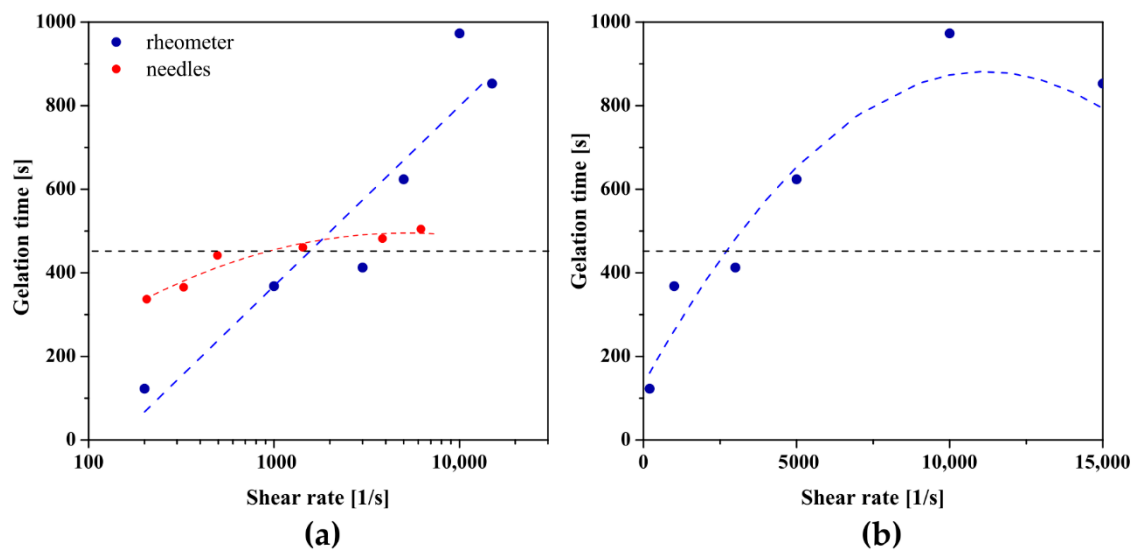 1000
800
600
400
200
0
Gelation time [s]
rheometer
needles
100
1000
10,000
Shear rate [1/s]
(a)
1000
800
600
400
200
0
Gelation time [s]
0
5000
10,000
15,000
Shear rate [1/s]
(b)